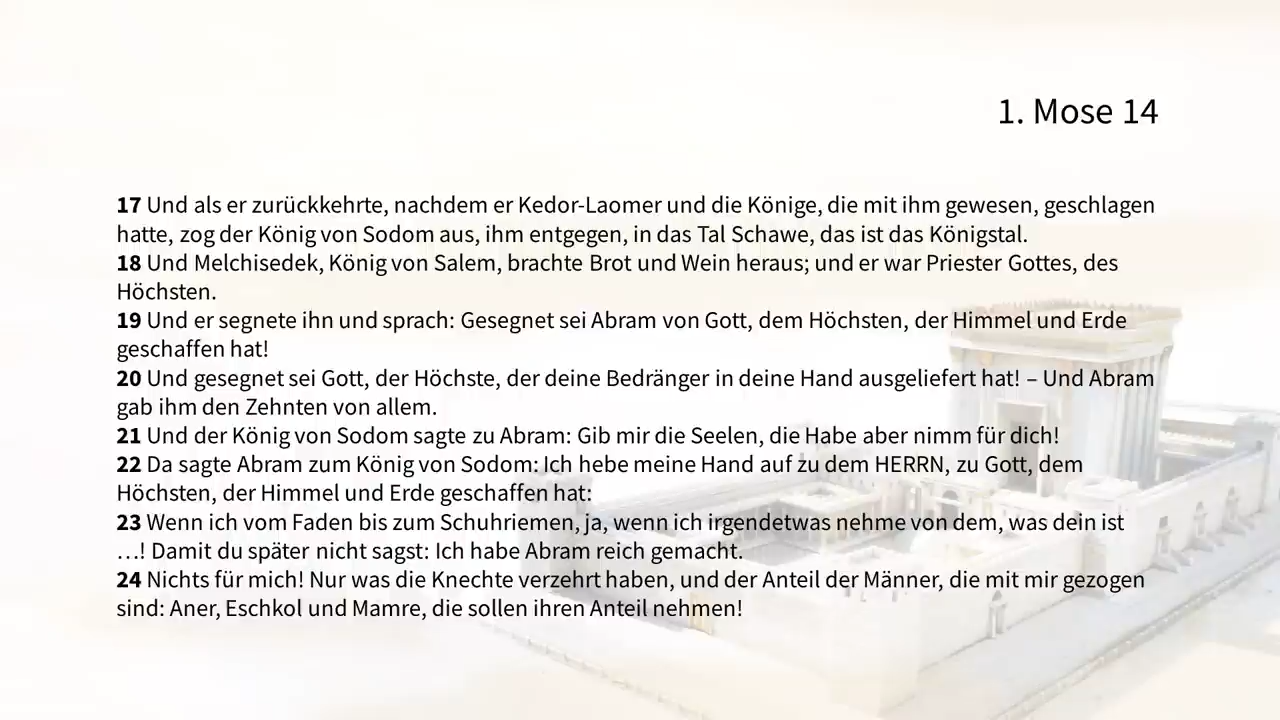 1. Mose 14
17 Und als er zurückkehrte, nachdem er Kedor-Laomer und die Könige, die mit ihm gewesen, geschlagen
hatte, zog der König von Sodom aus, ihm entgegen, in das Tal Schawe, das ist das Königstal.
18 Und Melchisedek, König von Salem, brachte Brot und Wein heraus; und er war Priester Gottes, des
Höchsten.
19 Und er segnete ihn und sprach: Gesegnet sei Abram von Gott, dem Höchsten, der Himmel und Erde
geschaffen hat!
20 Und gesegnet sei Gott, der Höchste, der deine Bedränger in deine Hand ausgeliefert hat! – Und Abram
gab ihm den Zehnten von allem.
21 Und der König von Sodom sagte zu Abram: Gib mir die Seelen, die Habe aber nimm für dich!
22 Da sagte Abram zum König von Sodom: Ich hebe meine Hand auf zu dem HERRN, zu Gott, dem
Höchsten, der Himmel und Erde geschaffen hat:
23 Wenn ich vom Faden bis zum Schuhriemen, ja, wenn ich irgendetwas nehme von dem, was dein ist
…! Damit du später nicht sagst: Ich habe Abram reich gemacht.
24 Nichts für mich! Nur was die Knechte verzehrt haben, und der Anteil der Männer, die mit mir gezogen
sind: Aner, Eschkol und Mamre, die sollen ihren Anteil nehmen!